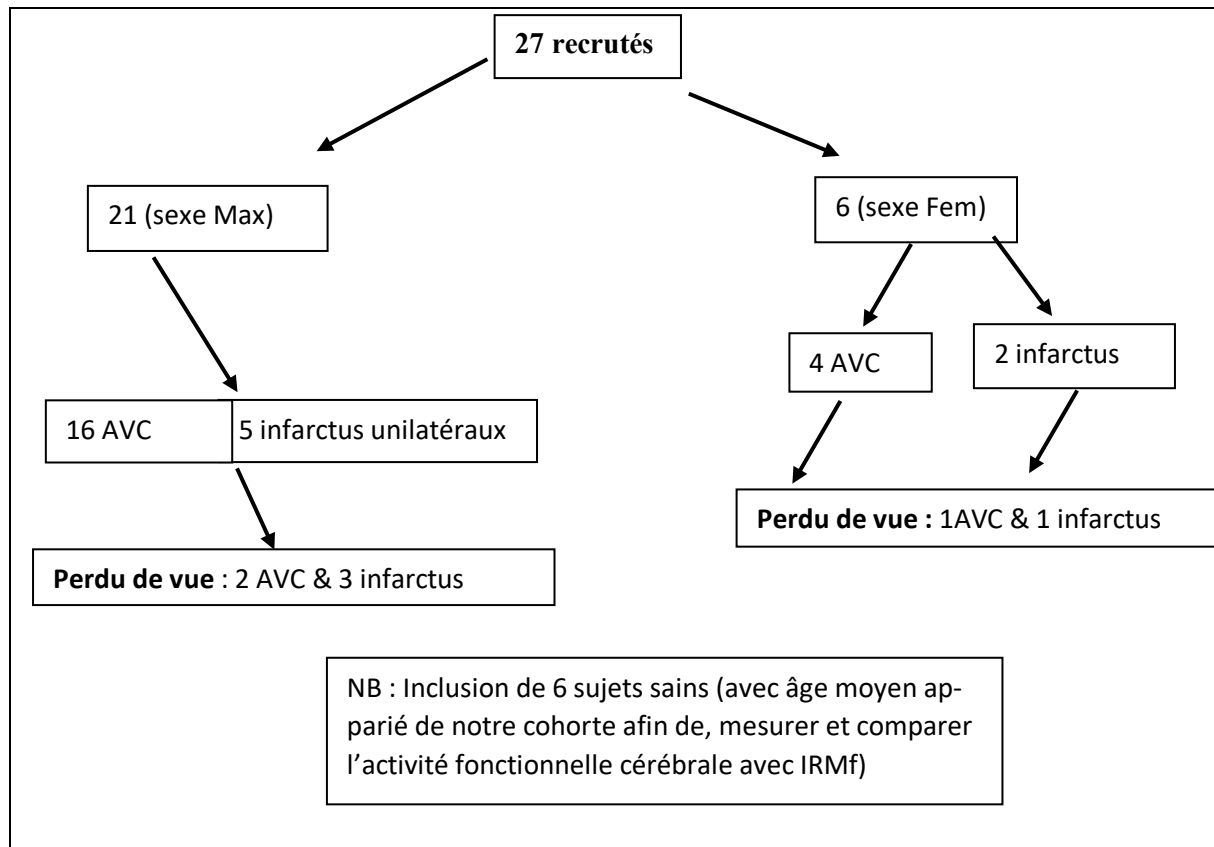 27 recrutés
21 (sexe Max)
6 (sexe Fem)
4 AVC
2 infarctus
16 AVC
5 infarctus unilatéraux
Perdu de vue : 1AVC & 1 infarctus
Perdu de vue : 2 AVC & 3 infarctus
NB : Inclusion de 6 sujets sains (avec âge moyen ap-
parié de notre cohorte afin de, mesurer et comparer
l’activité fonctionnelle cérébrale avec IRMf)